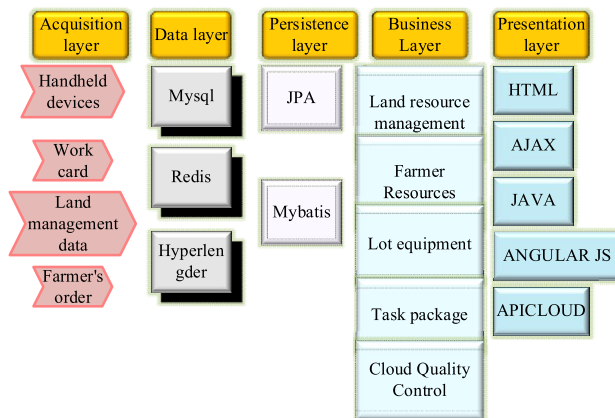 Acquisition
layer
Data layer
Persistence
layer
Business
Layer
Presentation
layer
Handheld
devices
Work
card
Land
management
data
Farmer's
order
Mysql
Redis
Hyperlen
gder
JPA
Mybatis
Land resource
management
Farmer
Resources
Lot equipment
Task package
Cloud Quality
Control
HTML
AJAX
JAVA
ANGULAR JS
APICLOUD